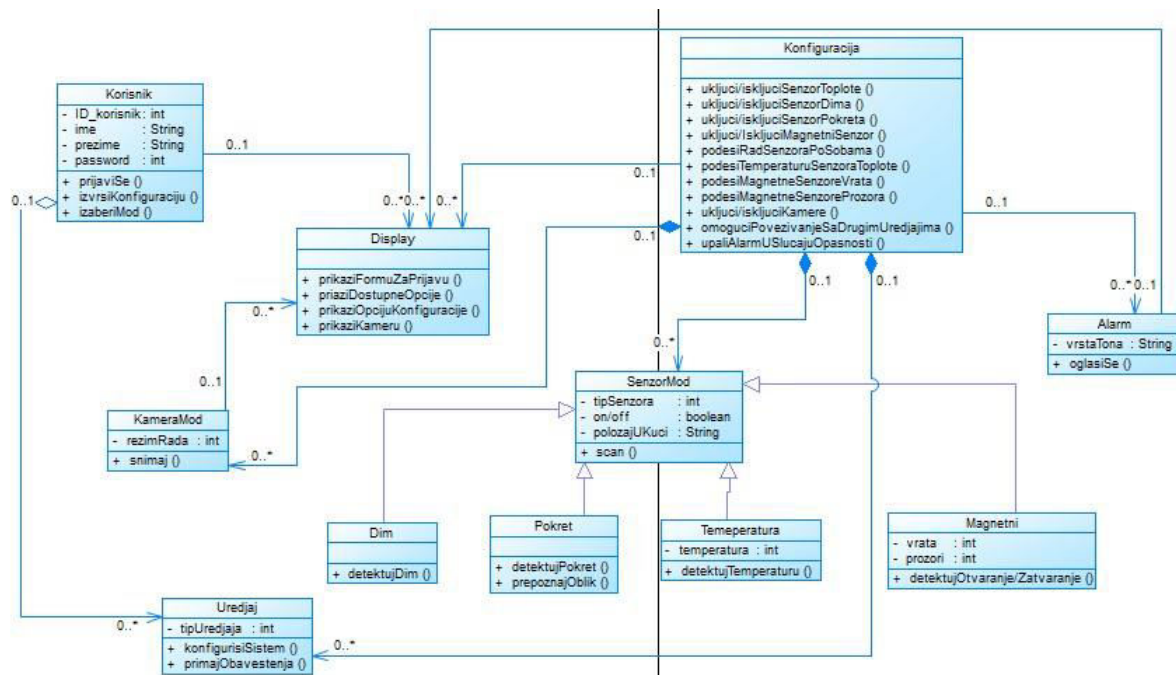 Korisnik
- ID_korisnik : int
- ime : String
- prezime : String
- password : int
+ prijaviSe ()
+ izvrsiKonfiguraciju ()
+ izaberiMod ()
0..1
0..1
Konfiguracija
+ ukljuci/iskljuciSenzorToplote ()
+ ukljuci/iskljuciSenzorDima ()
+ ukljuci/iskljuciSenzorPokreta ()
+ ukljuci/IskljuciMagnetniSenzor ()
+ podesiRadSenzoraPoSobama ()
+ podesiTemperaturuSenzoraToplote ()
+ podesiMagnetneSenzoreVrata ()
+ podesiMagnetneSenzoreProzora ()
+ ukljuci/iskljuciKamere ()
+ omoguciPovezivanjeSaDrugimUredjajima ()
+ upaliAlarmUSlucajuOpasnosti ()
0..1
0..1
0..1
0..1
0..1
0..*0..*
0..*
Display
+ prikaziFormuZaPrijavu ()
+ priaziDostupneOpcije ()
+ prikaziOpcijuKonfiguracije ()
+ prikaziKameru ()
0..*
0..1
0..* 0..1
Alarm
- vrstaTona : String
+ oglasiSe ()
0..*
SenzorMod
- tipSenzora : int
- on/off : boolean
- polozajUKuci : String
+ scan ()
KameraMod
- rezimRada : int
+ snimaj ()
0..*
Dim
+ detektujDim ()
Pokret
+ detektujPokret ()
+ prepoznajOblik ()
Temeperatura
- temperatura : int
+ detektujTemperaturu ()
Magnetni
- vrata : int
- prozori : int
+ detektujOtvaranje/Zatvaranje ()
Uredjaj
- tipUredjaja : int
+ konfigurisiSistem ()
+ primajObavestenja ()
0..*
0..*